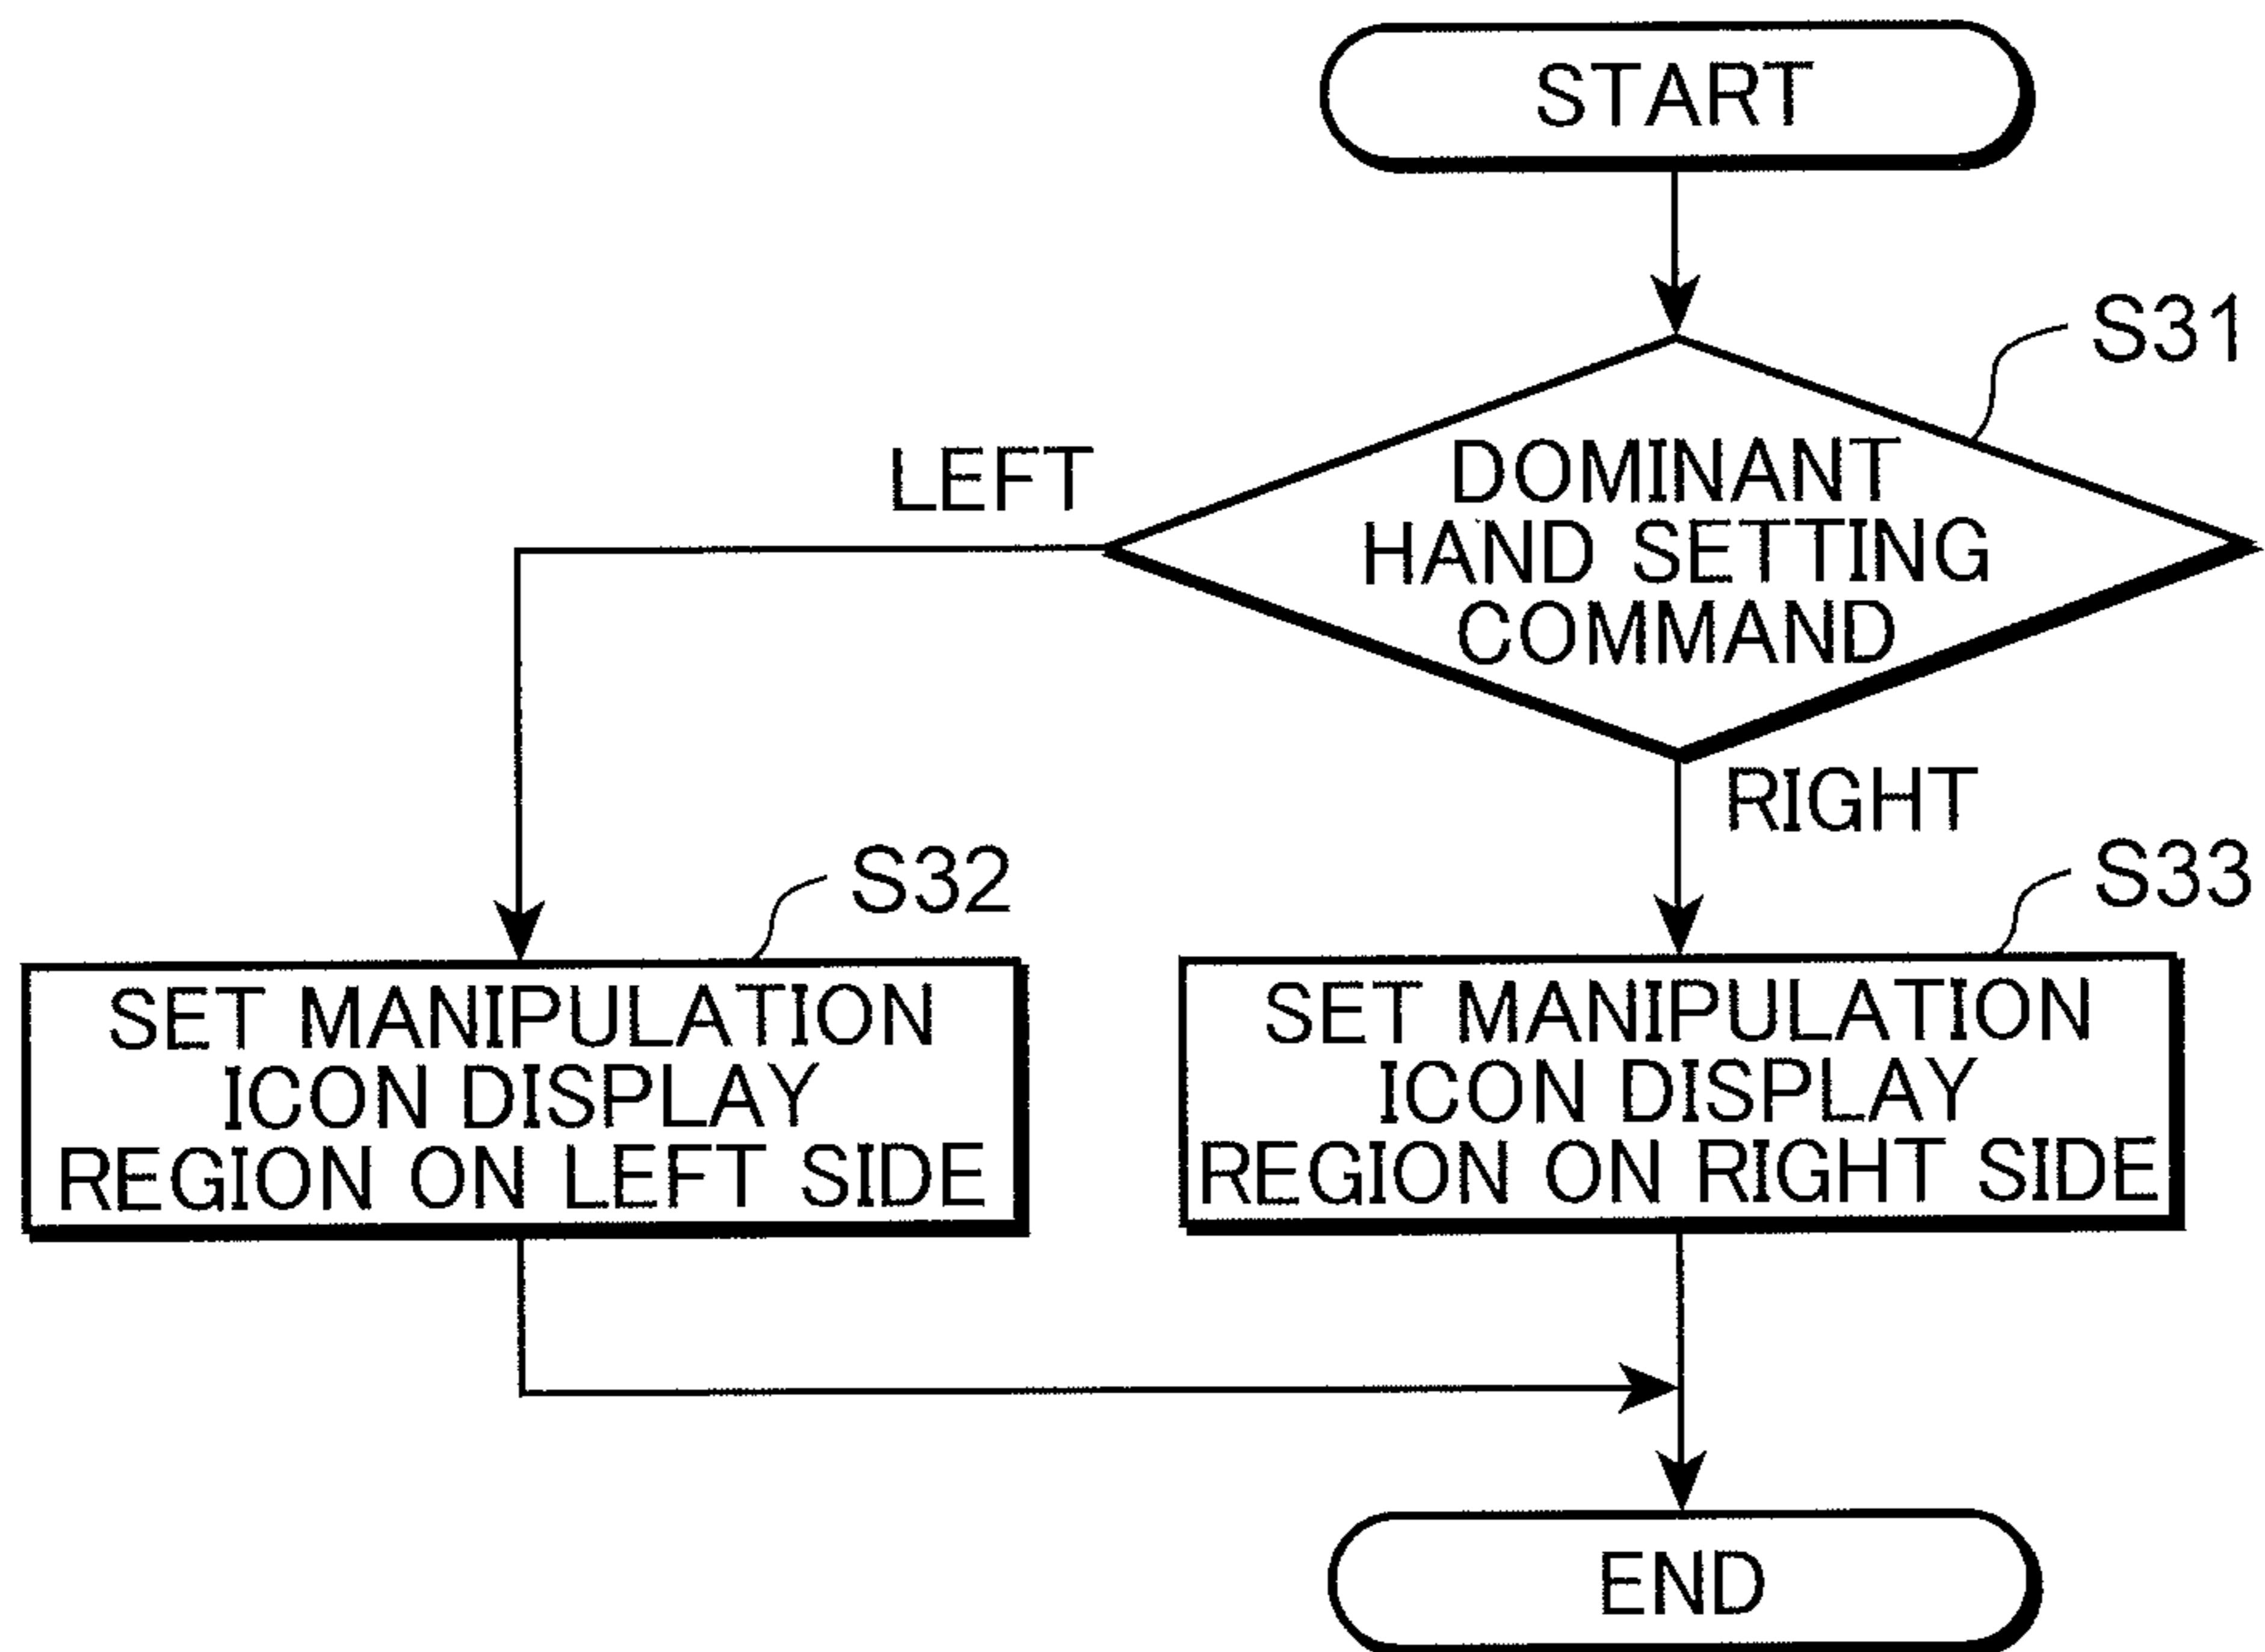 START
S31
DOMINANT
HAND SETTING
COMMAND
LEFT
RIGHT
S32
SET MANIPULATION
ICON DISPLAY
REGION ON LEFT SIDE
S33
SET MANIPULATION
ICON DISPLAY
REGION ON RIGHT SIDE
END